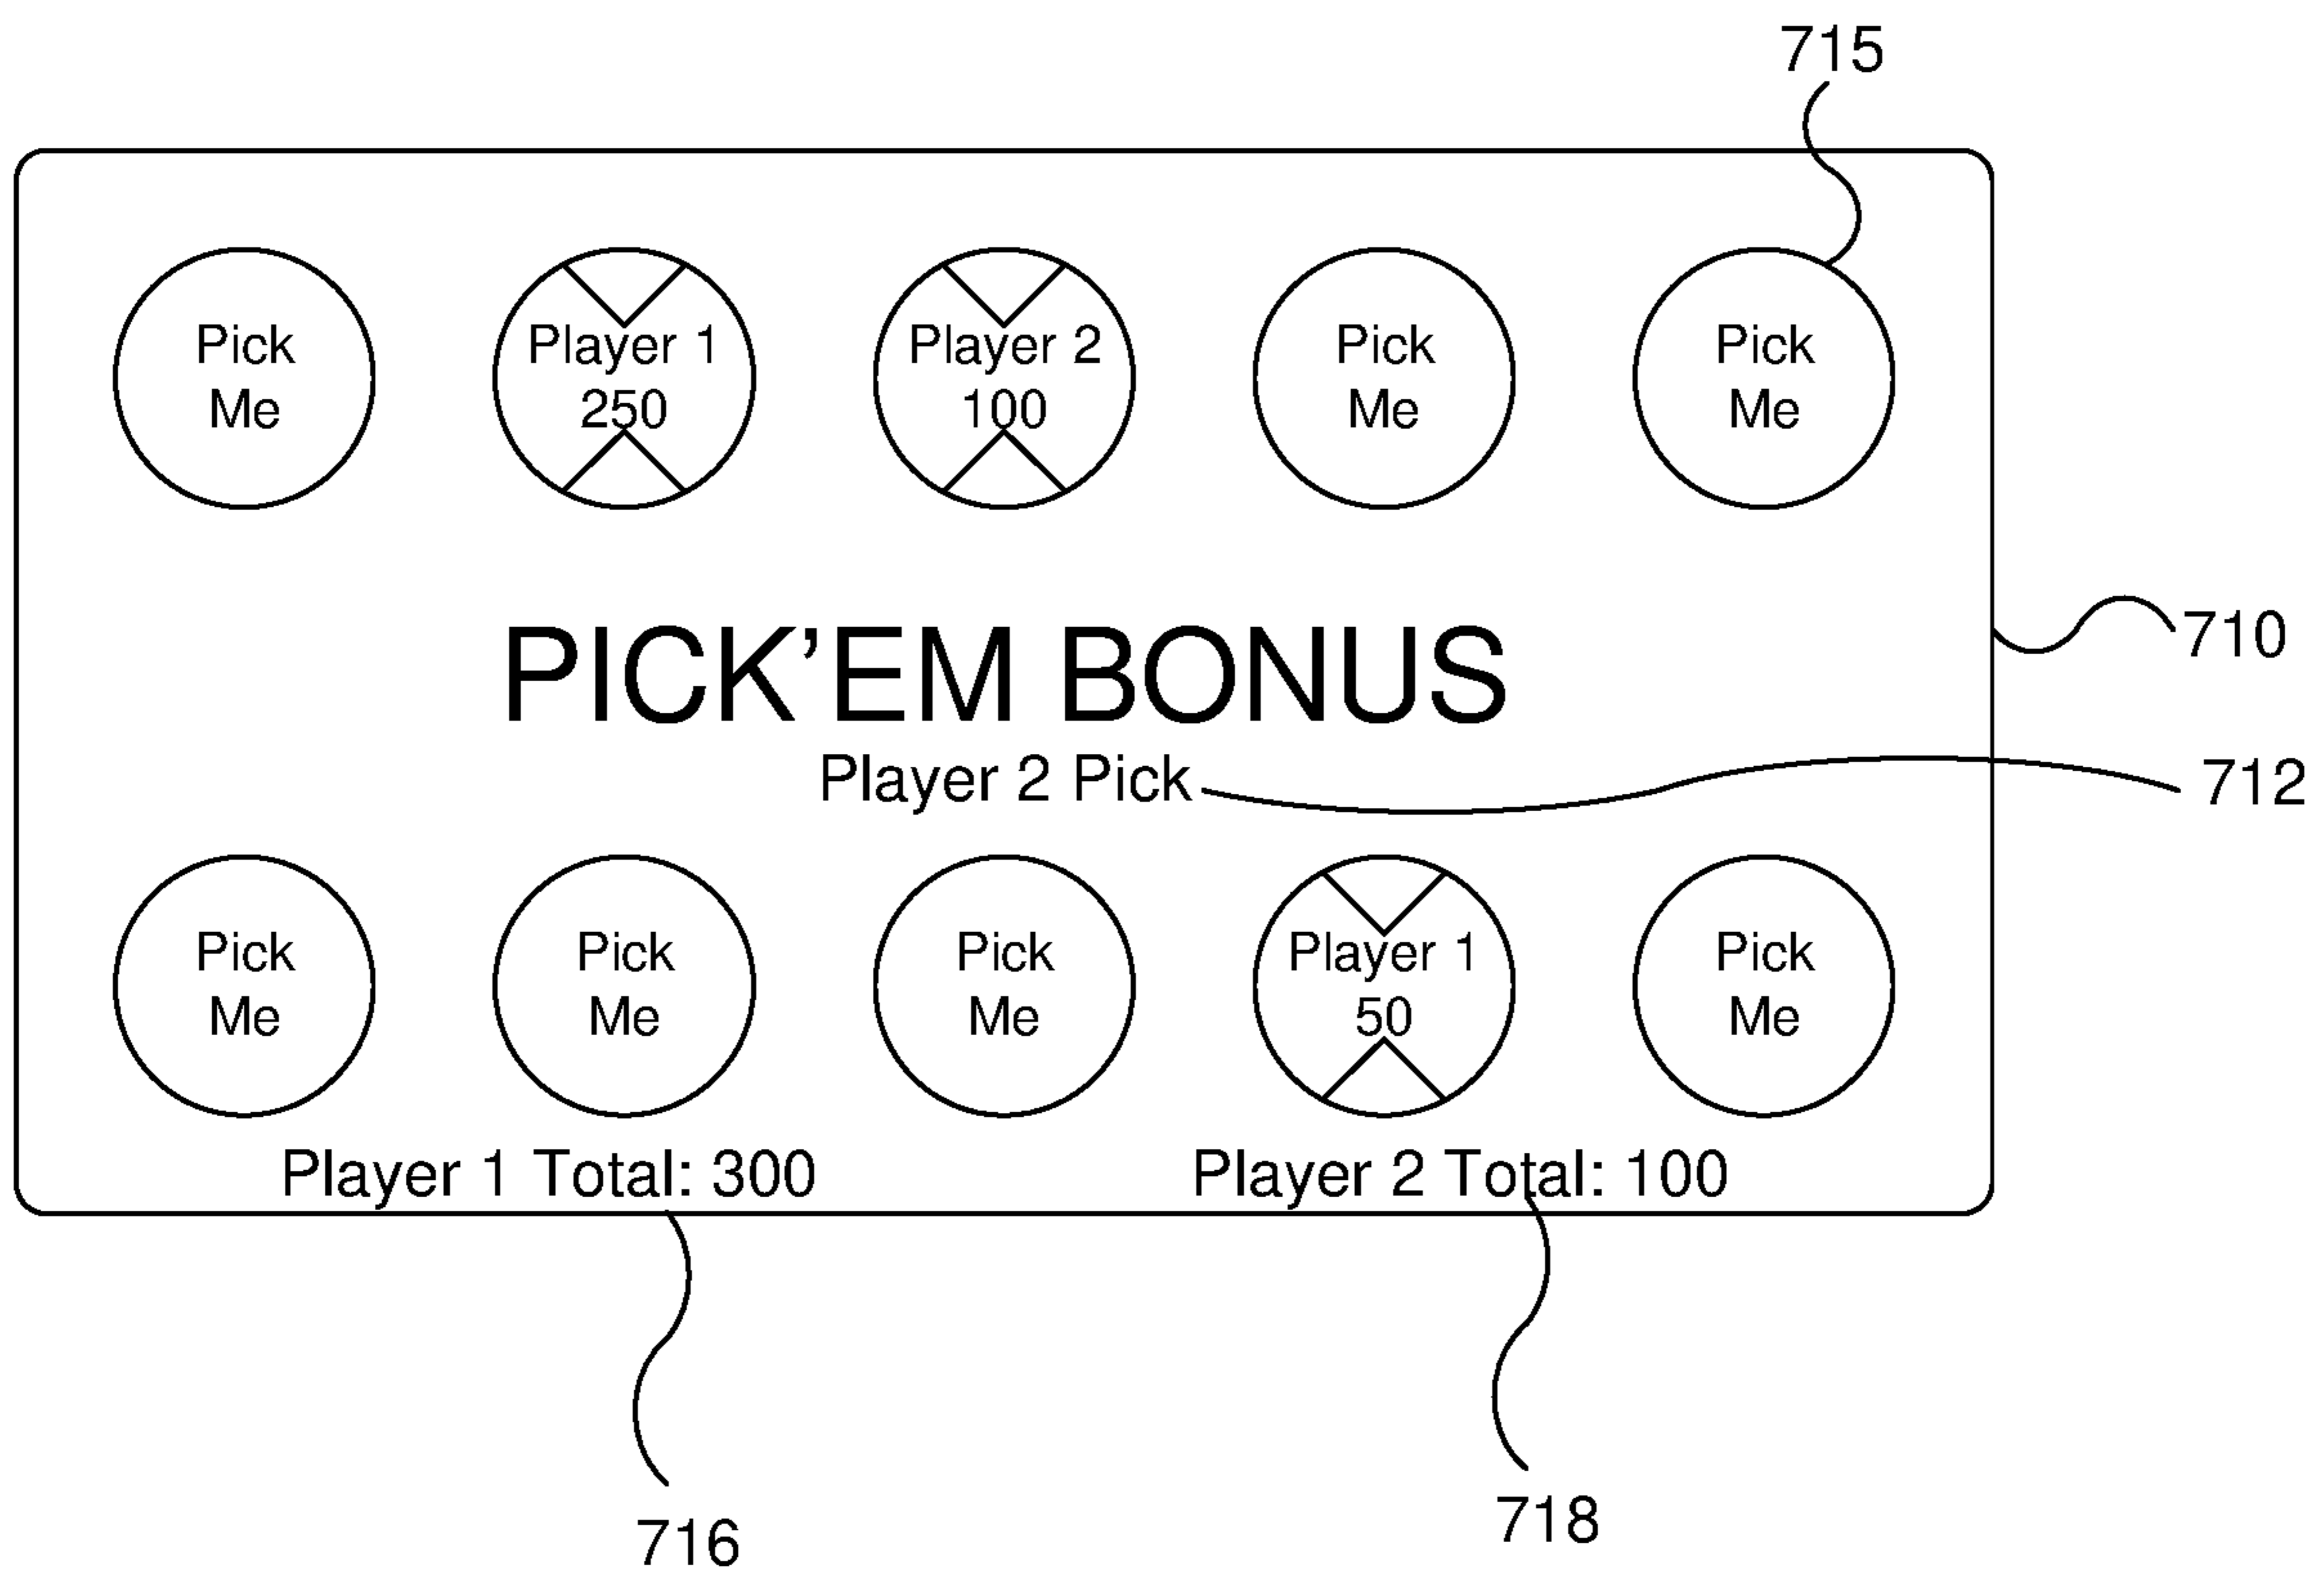 715
Pick
Me
Player 1
250
Player 2
100
Pick
Me
Pick
Me
PICK'EM BONUS
710
Player 2 Pick
712
Pick
Me
Pick
Me
Pick
Me
Player 1
50
Pick
Me
Player 1 Total: 300
Player 2 Total: 100
716
718